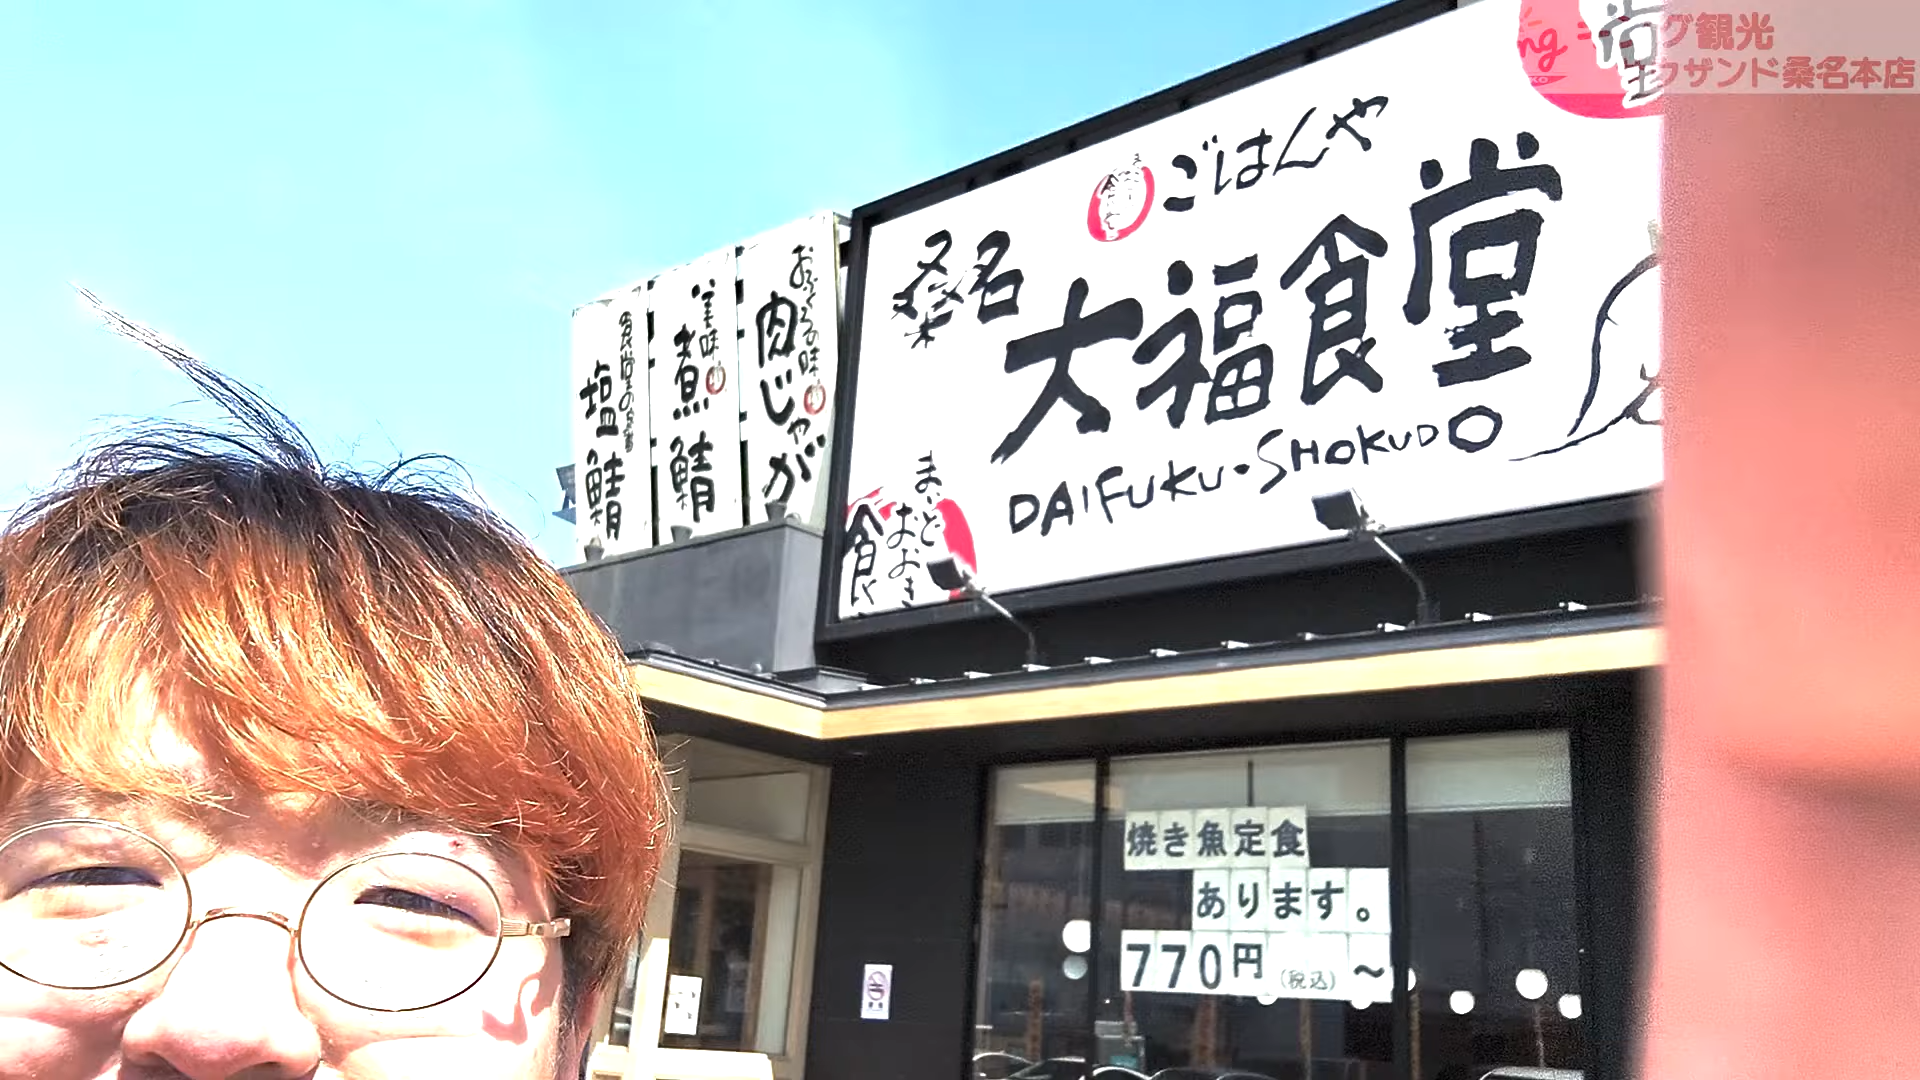 グ観光
ウザンド桑名本店
ごはんや
桑名
大福食堂
DAIFUKU・SHOKUDO
まいど
おおき
食
おふくろの味
肉じゃが
美味
煮鯖
食堂の定番
塩鯖
焼き魚定食
あります。
770円(税込)~